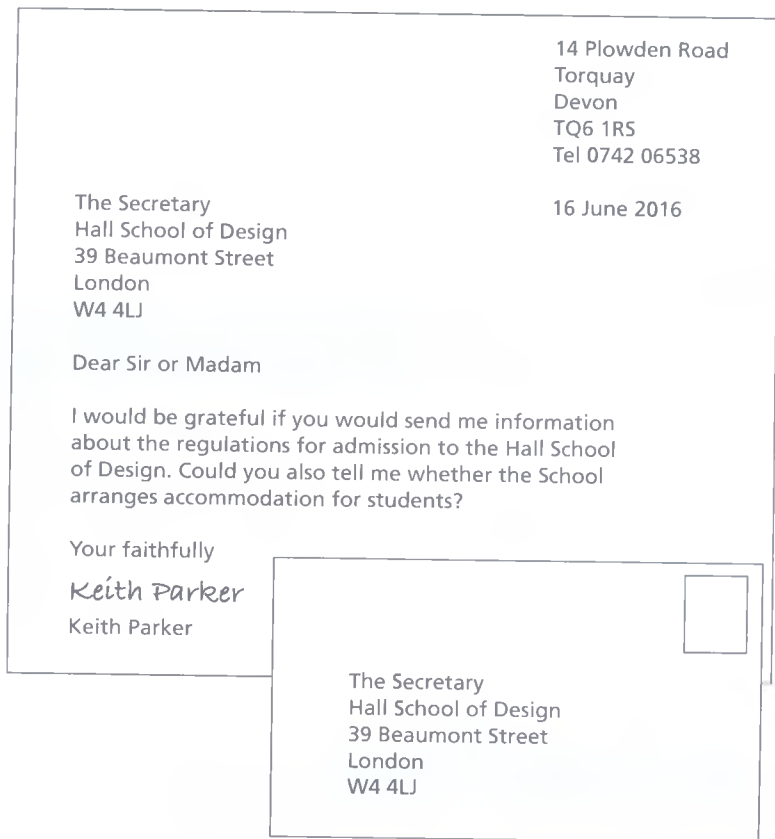 14 Plowden Road
Torquay
Devon
TQ6 1RS
Tel 0742 06538
16 June 2016
The Secretary
Hall School of Design
39 Beaumont Street
London
W4 4LJ
Dear Sir or Madam
I would be grateful if you would send me information
about the regulations for admission to the Hall School
of Design. Could you also tell me whether the School
arranges accommodation for students?
Your faithfully
Keith Parker
Keith Parker
The Secretary
Hall School of Design
39 Beaumont Street
London
W4 4LJ